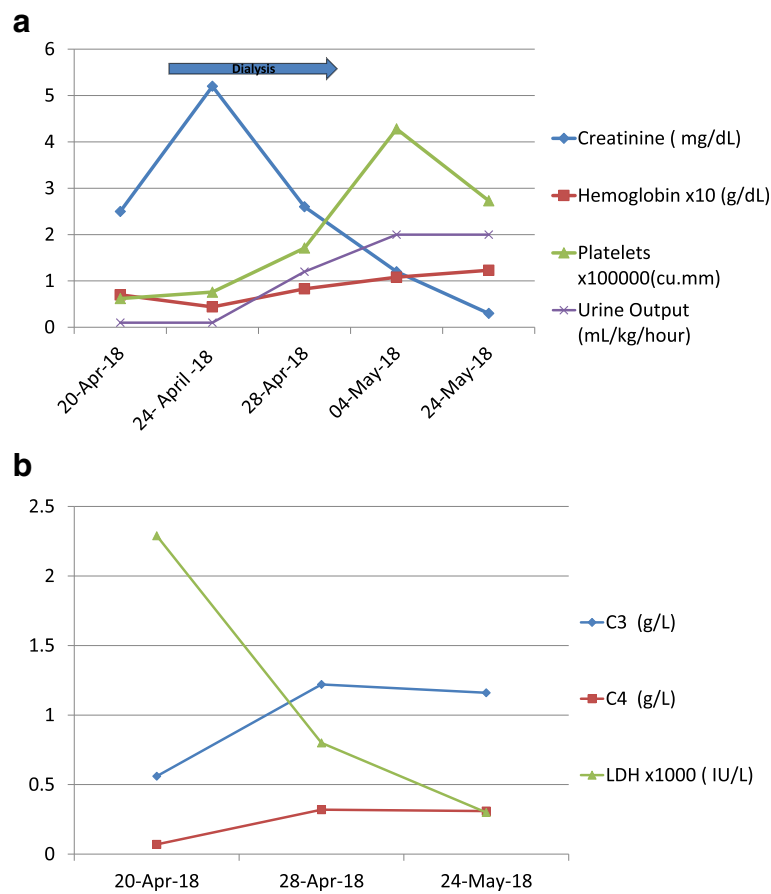 a
6
Dialysis
5
4
3
2
1
0
20-Apr-18
24- April -18
28-Apr-18
04-May-18
24-May-18
Creatinine ( mg/dL)
Hemoglobin x10 (g/dL)
Platelets
x100000(cu.mm)
Urine Output
(mL/kg/hour)
b
2.5
2
1.5
1
0.5
0
20-Apr-18
28-Apr-18
24-May-18
C3  (g/L)
C4  (g/L)
LDH x1000 ( IU/L)